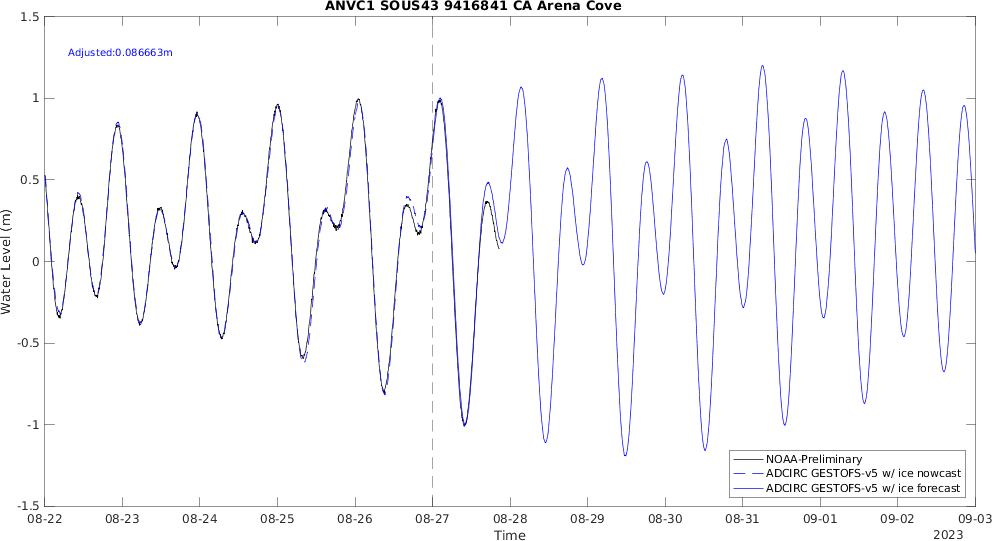 ANVC1 SOUS43 9416841 CA Arena Cove
1.5
Adjusted:0.086663m
1
0.5
0
-0.5
-1
-1.5
Water Level (m)
NOAA-Preliminary
ADCIRC GESTOFS-v5 w/ ice nowcast
ADCIRC GESTOFS-v5 w/ ice forecast
08-22 08-23 08-24 08-25 08-26 08-27 08-28 08-29 08-30 08-31 09-01 09-02 09-03
Time
2023